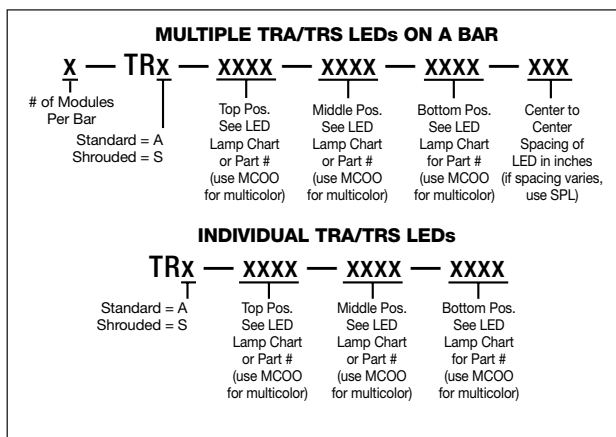 MULTIPLE TRA/TRS LEDs ON A BAR
x — TRx — xxxx — xxxx — xxxx — xxx
# of Modules
Per Bar
Standard = A
Shrouded = S
Top Pos.
See LED
Lamp Chart
or Part #
(use MCOO
for multicolor)
Middle Pos.
See LED
Lamp Chart
or Part #
(use MCOO
for multicolor)
Bottom Pos.
See LED
Lamp Chart
for Part #
(use MCOO
for multicolor)
Center to
Center
Spacing of
LED in inches
(if spacing varies,
use SPL)
INDIVIDUAL TRA/TRS LEDs
TRx — xxxx — xxxx — xxxx
Standard = A
Shrouded = S
Top Pos.
See LED
Lamp Chart
or Part #
(use MCOO
for multicolor)
Middle Pos.
See LED
Lamp Chart
or Part #
(use MCOO
for multicolor)
Bottom Pos.
See LED
Lamp Chart
for Part #
(use MCOO
for multicolor)